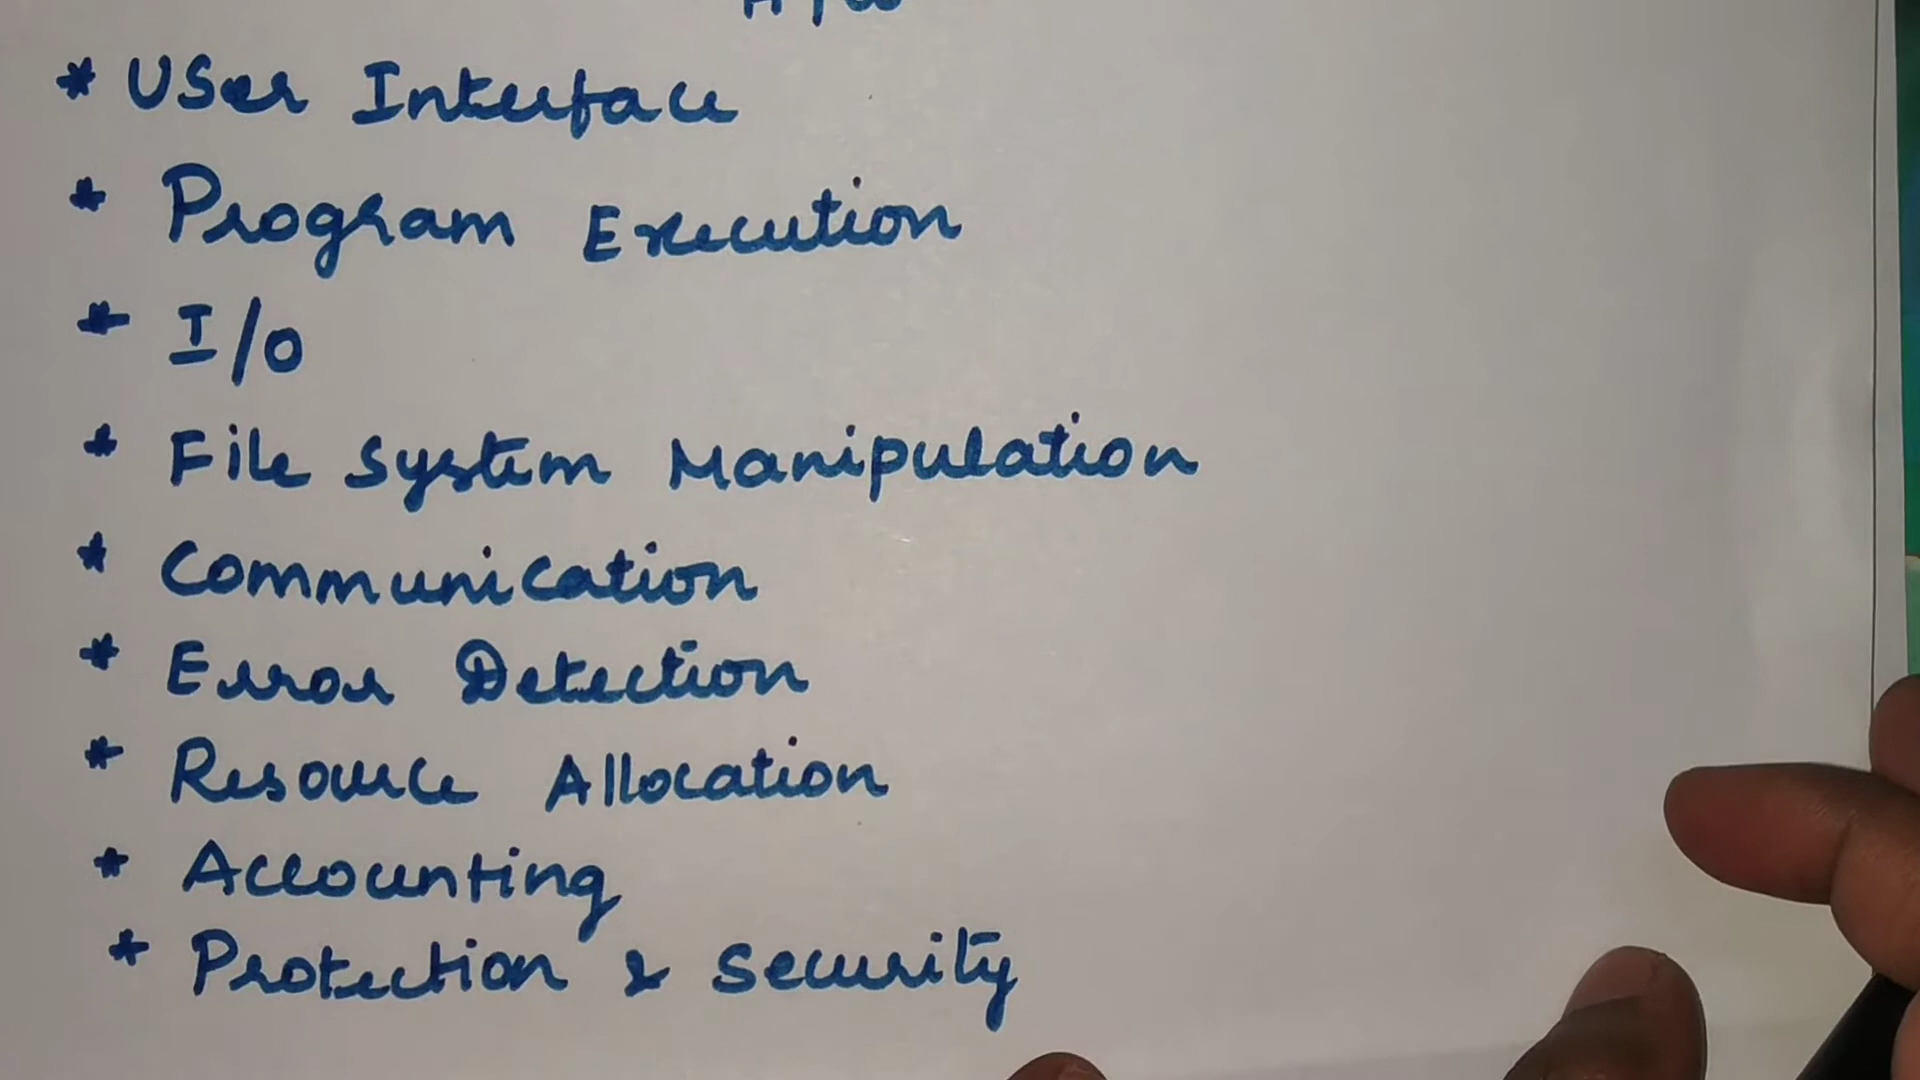 * User Interface
* Program Execution
* I/O
* File System Manipulation
* Communication
* Error Detection
* Resource Allocation
* Accounting
* Protection & Security